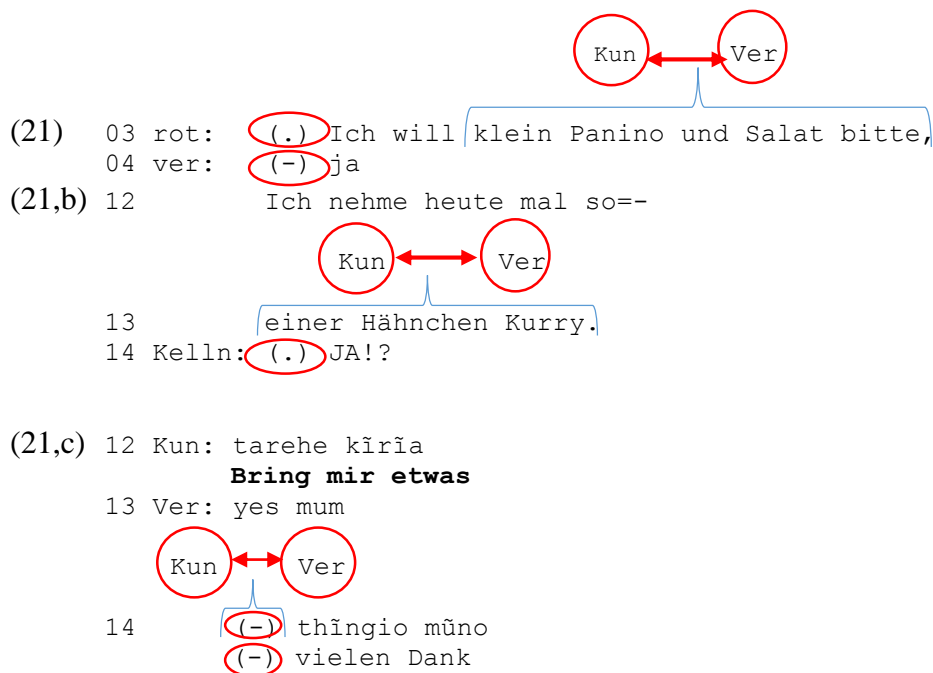 Kun Ver
(21) 03 rot: (.) Ich will klein Panino und Salat bitte,
04 ver: (-) ja
(21,b) 12 Ich nehme heute mal so=-
Kun Ver
13 einer Hähnchen Kurry.
14 Kelln: (.) JA!?
(21,c) 12 Kun: tarehe kĩrĩa
Bring mir etwas
13 Ver: yes mum
Kun Ver
14 (-) thĩngio mũno
(-) vielen Dank